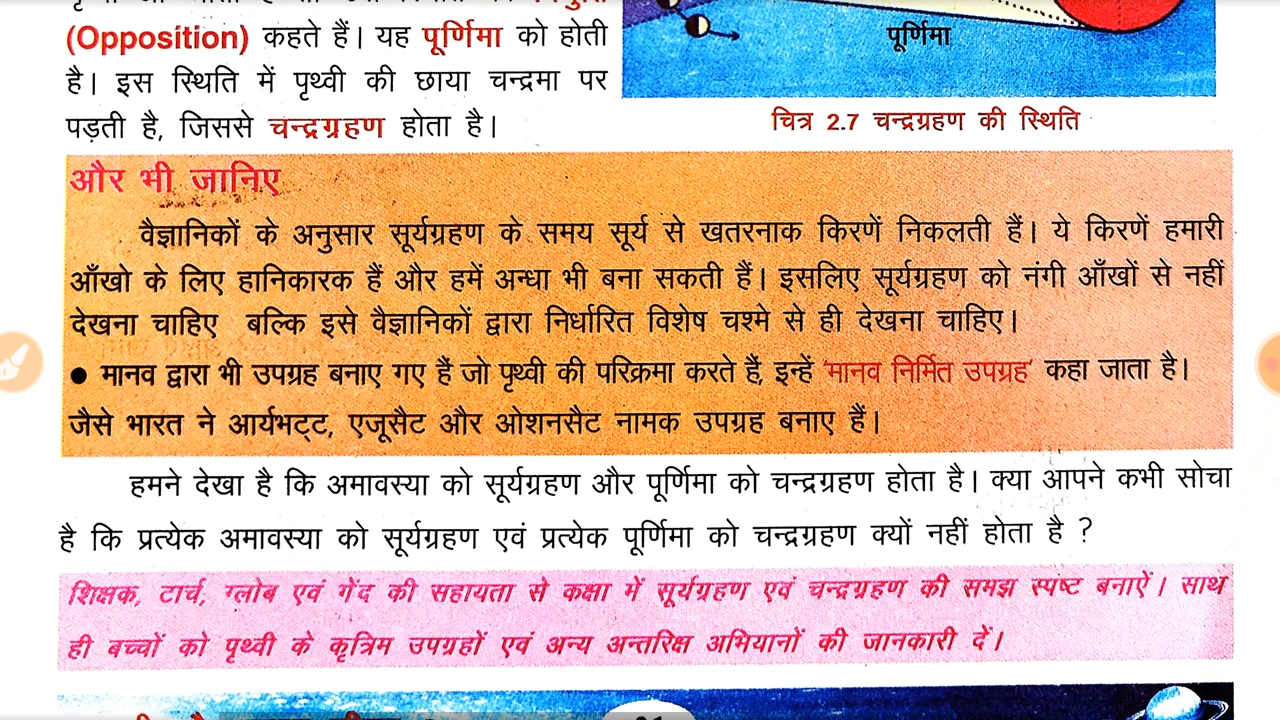 (Opposition) कहते हैं। यह पूर्णिमा को होती
है। इस स्थिति में पृथ्वी की छाया चन्द्रमा पर
पड़ती है, जिससे चन्द्रग्रहण होता है।
पूर्णिमा
चित्र 2.7 चन्द्रग्रहण की स्थिति
और भी जानिए
वैज्ञानिकों के अनुसार सूर्यग्रहण के समय सूर्य से खतरनाक किरणें निकलती हैं। ये किरणें हमारी
आँखो के लिए हानिकारक हैं और हमें अन्धा भी बना सकती हैं। इसलिए सूर्यग्रहण को नंगी आँखों से नहीं
देखना चाहिए बल्कि इसे वैज्ञानिकों द्वारा निर्धारित विशेष चश्मे से ही देखना चाहिए।
● मानव द्वारा भी उपग्रह बनाए गए हैं जो पृथ्वी की परिक्रमा करते हैं, इन्हें 'मानव निर्मित उपग्रह' कहा जाता है।
जैसे भारत ने आर्यभट्ट, एजूसैट और ओशनसैट नामक उपग्रह बनाए हैं।
हमने देखा है कि अमावस्या को सूर्यग्रहण और पूर्णिमा को चन्द्रग्रहण होता है। क्या आपने कभी सोचा
है कि प्रत्येक अमावस्या को सूर्यग्रहण एवं प्रत्येक पूर्णिमा को चन्द्रग्रहण क्यों नहीं होता है ?
शिक्षक, टार्च, ग्लोब एवं गेंद की सहायता से कक्षा में सूर्यग्रहण एवं चन्द्रग्रहण की समझ स्पष्ट बनाऐं। साथ
ही बच्चों को पृथ्वी के कृत्रिम उपग्रहों एवं अन्य अन्तरिक्ष अभियानों की जानकारी दें।